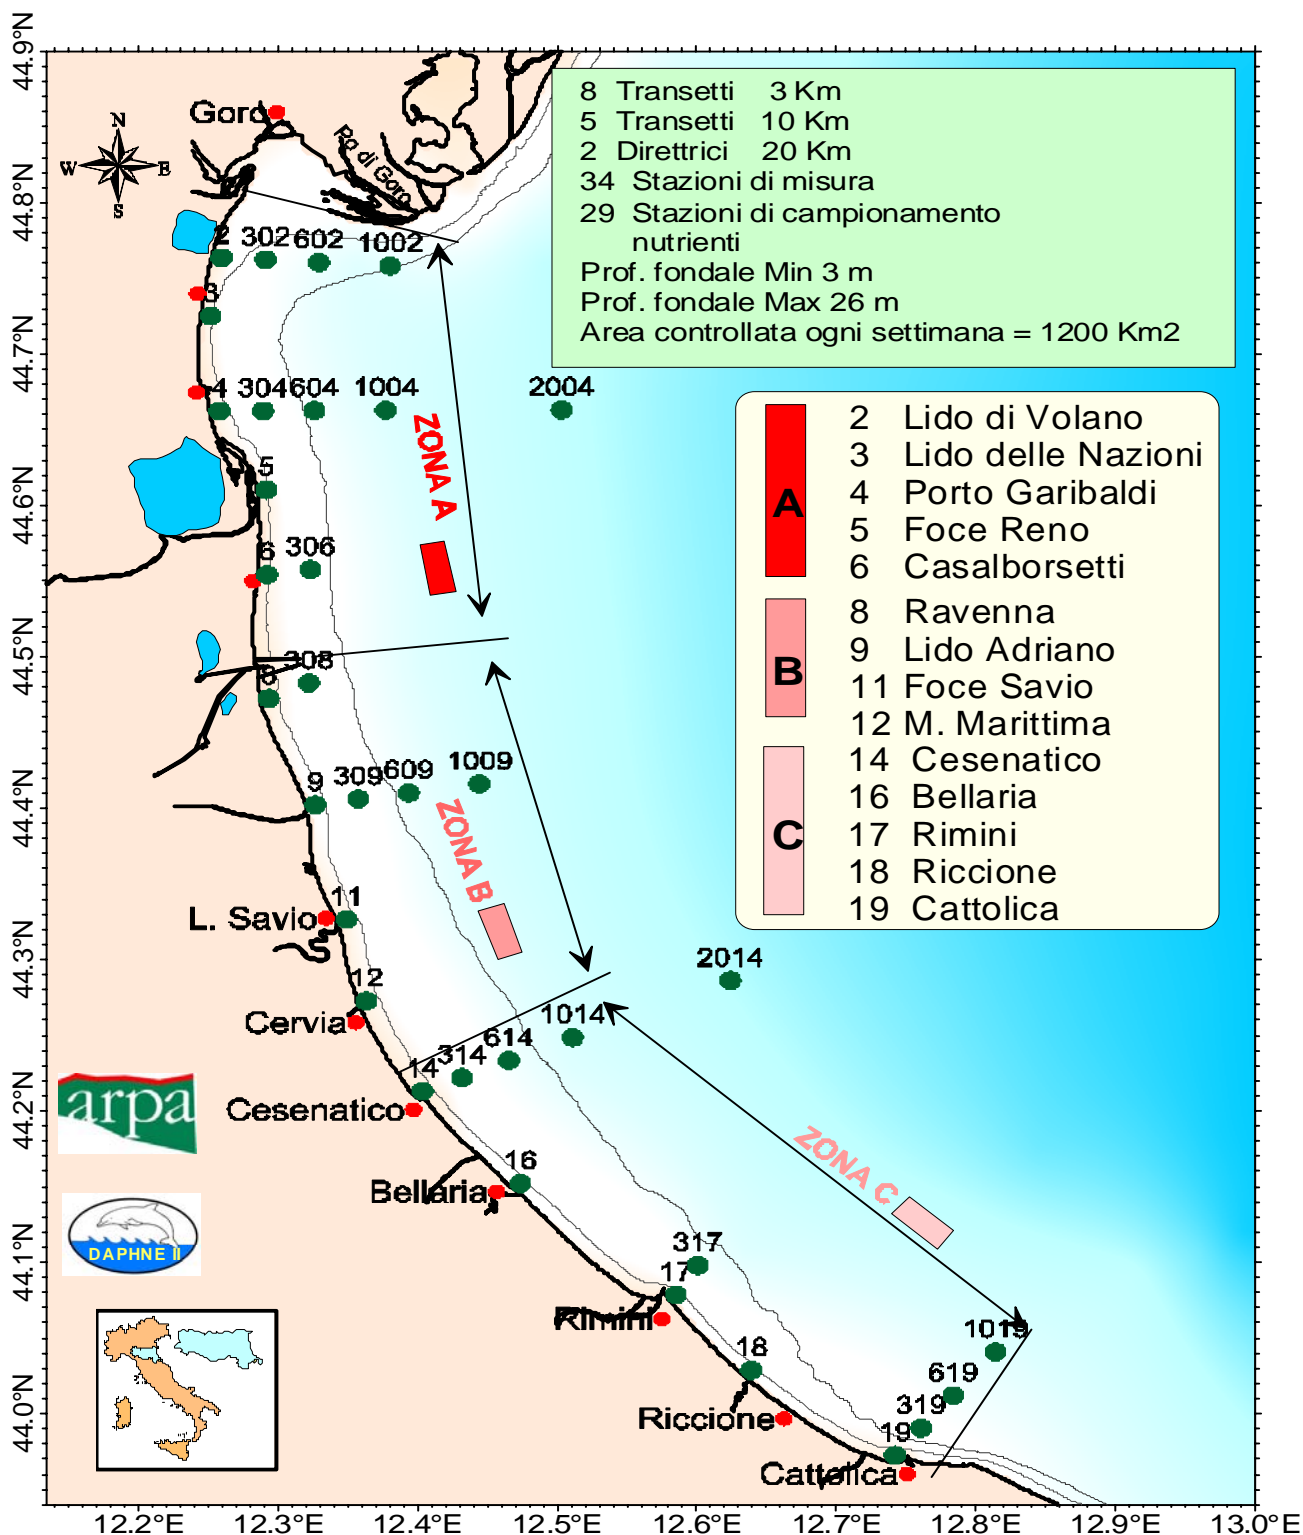 44.9°N
44.8°N
44.7°N
44.6°N
44.5°N
44.4°N
44.3°N
44.2°N
44.1°N
44.0°N
12.2°E
12.3°E
12.4°E
12.5°E
12.6°E
12.7°E
12.8°E
12.9°E
13.0°E
8 Transetti 3 Km
5 Transetti 10 Km
2 Direttrici 20 Km
34 Stazioni di misura
29 Stazioni di campionamento
nutrienti
Prof. fondale Min 3 m
Prof. fondale Max 26 m
Area controllata ogni settimana = 1200 Km2
N
W
E
S
Goro
Pa di Goro
2
302
602
1002
3
4
304
604
1004
2004
ZONA A
5
6
306
8
308
9
309
609
1009
ZONA B
11
L. Savio
12
Cervia
2014
14
314
614
1014
Cesenatico
16
Bellaria
ZONA C
17
317
Rimini
18
Riccione
19
319
619
1019
Cattolica
A
2 Lido di Volano
3 Lido delle Nazioni
4 Porto Garibaldi
5 Foce Reno
6 Casalborsetti
B
8 Ravenna
9 Lido Adriano
11 Foce Savio
12 M. Marittima
C
14 Cesenatico
16 Bellaria
17 Rimini
18 Riccione
19 Cattolica
arpa
DAPHNE II